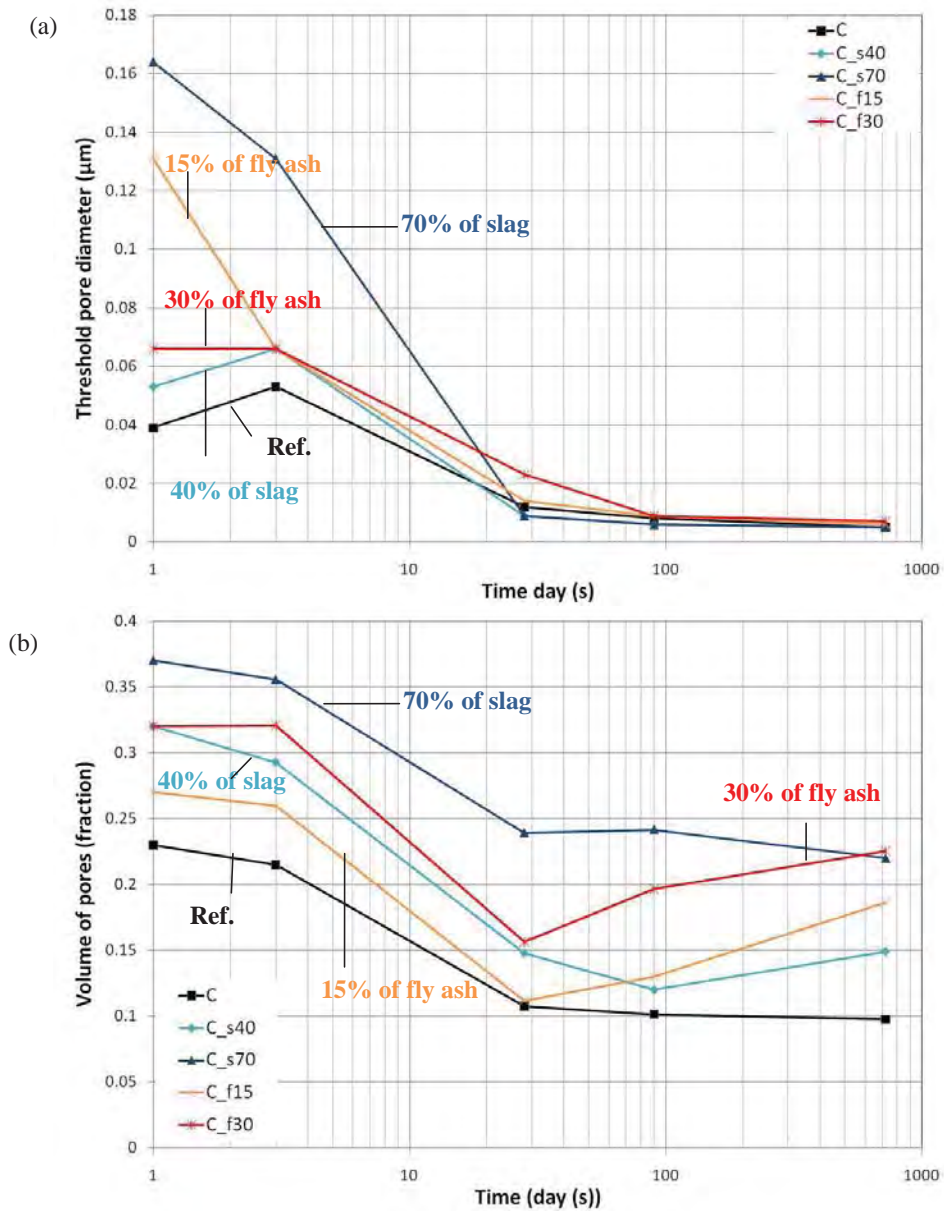 (a)
0.18
0.16
0.14
0.12
0.1
0.08
0.06
0.04
0.02
0
Threshold pore diameter (µm)
C
C_s40
C_s70
C_f15
C_f30
15% of fly ash
70% of slag
30% of fly ash
Ref.
40% of slag
1 10 100 1000
Time day (s)
(b)
0.4
0.35
0.3
0.25
0.2
0.15
0.1
0.05
0
Volume of pores (fraction)
70% of slag
40% of slag
30% of fly ash
Ref.
15% of fly ash
C
C_s40
C_s70
C_f15
C_f30
1 10 100 1000
Time (day (s))